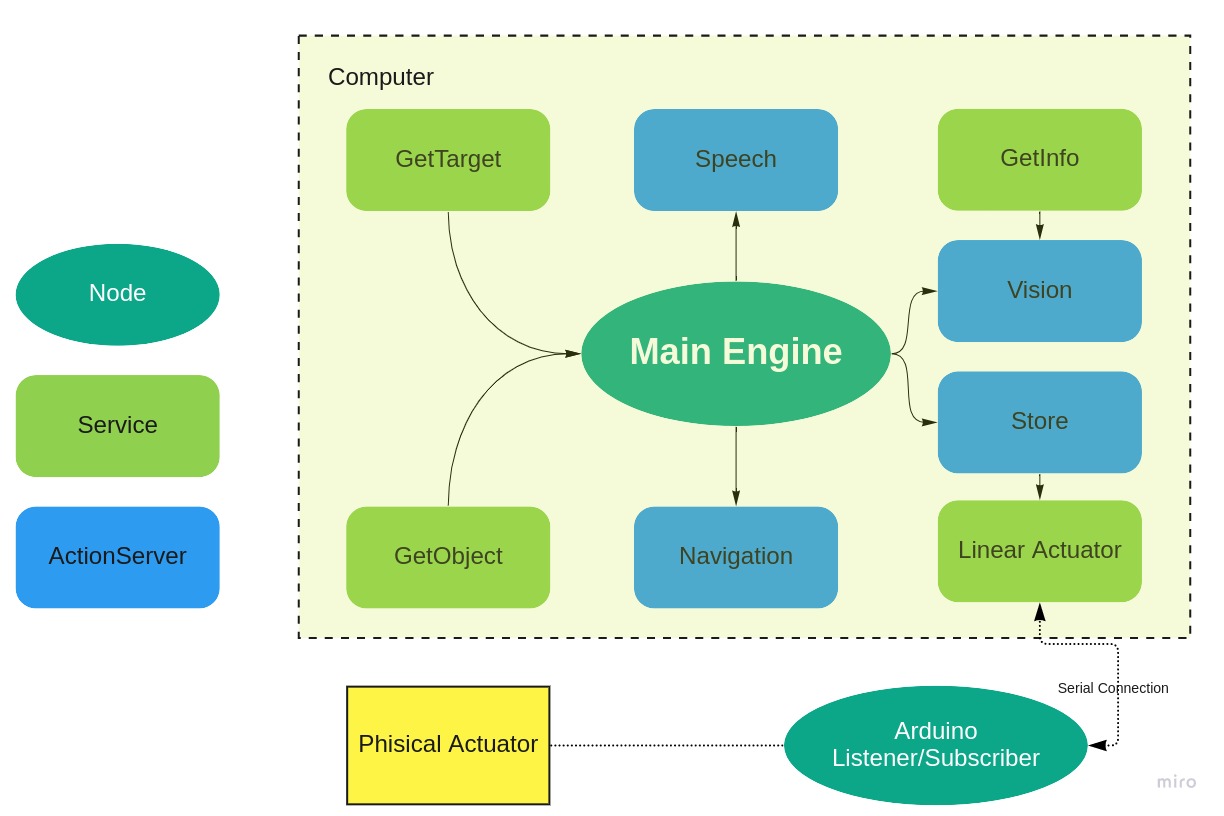 Computer
GetTarget
Speech
GetInfo
Node
Vision
Main Engine
Service
Store
ActionServer
GetObject
Navigation
Linear Actuator
Serial Connection
Phisical Actuator
Arduino
Listener/Subscriber
miro